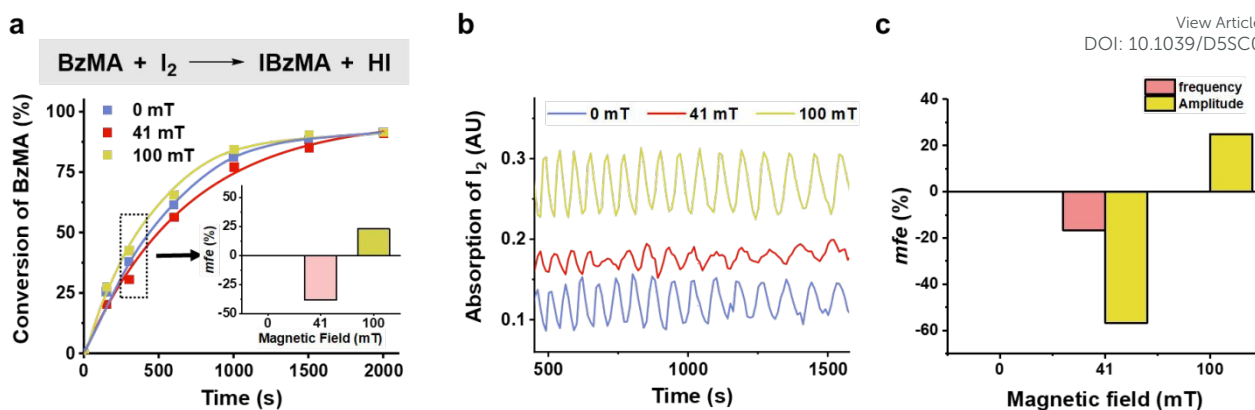 View Article
DOI: 10.1039/D5SC0
a
BzMA + I₂ ⟶ IBzMA + HI
Conversion of BzMA (%)
100
75
50
25
0
0 mT
41 mT
100 mT
mfe (%)
50
25
0
-25
-50
0 41 100
Magnetic Field (mT)
0 500 1000 1500 2000
Time (s)
b
0 mT 41 mT 100 mT
Absorption of I₂ (AU)
0.3
0.2
0.1
500 1000 1500
Time (s)
c
frequency
Amplitude
mfe (%)
40
20
0
-20
-40
-60
0 41 100
Magnetic field (mT)